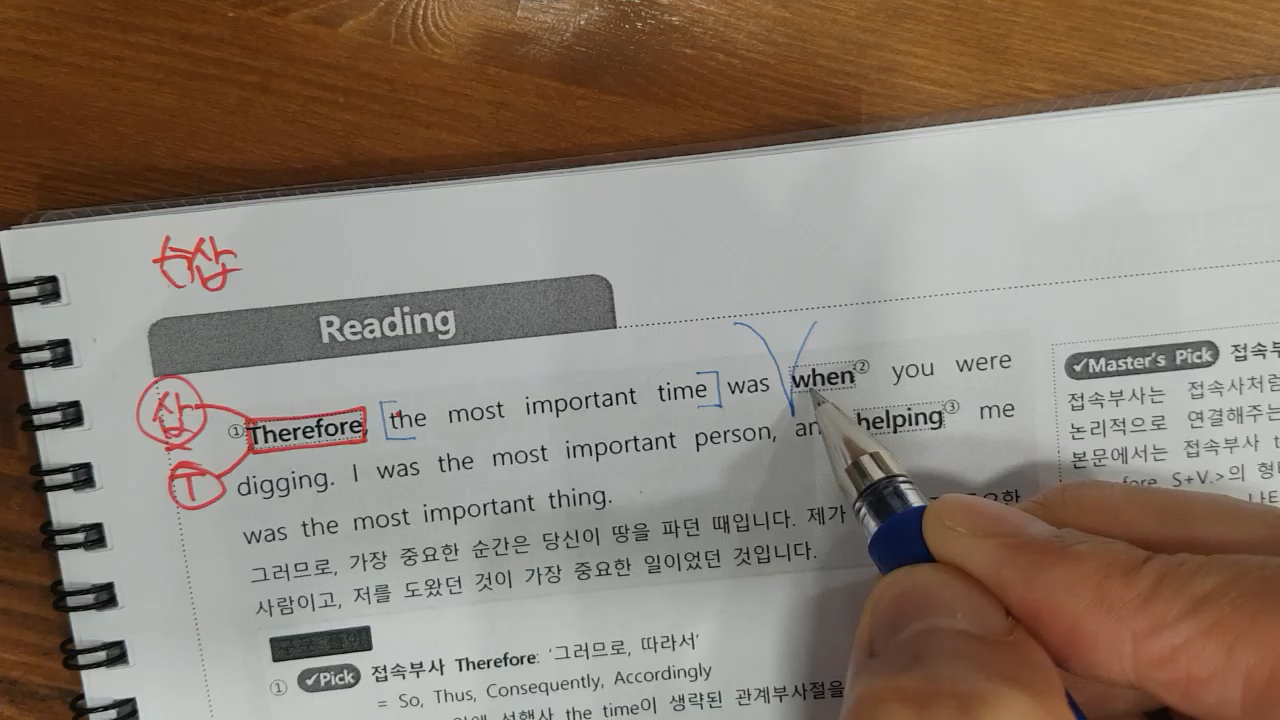 삽
Reading
삽
T
①Therefore, [the most important time] was when② you were
digging. I was the most important person, and helping③ me
was the most important thing.
그러므로, 가장 중요한 순간은 당신이 땅을 파던 때입니다. 제가
사람이고, 저를 도왔던 것이 가장 중요한 일이었던 것입니다.
① ✓Pick 접속부사 Therefore: '그러므로, 따라서'
= So, Thus, Consequently, Accordingly
선행사 the time이 생략된 관계부사절을
✓Master's Pick 접속부
접속부사는 접속사처럼
논리적으로 연결해주는
본문에서는 접속부사 t
fore S+V.>의 형
나타